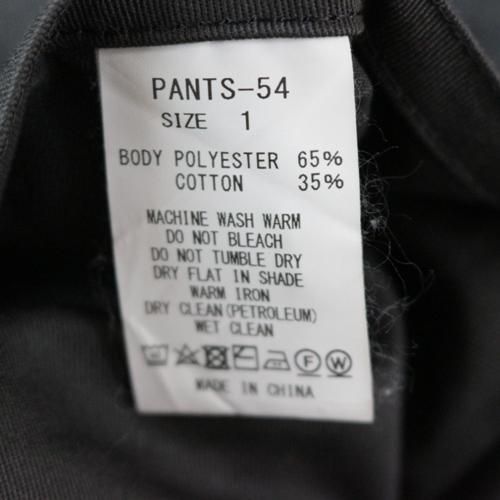 PANTS-54
SIZE 1
BODY POLYESTER 65%
COTTON 35%
MACHINE WASH WARM
DO NOT BLEACH
DO NOT TUMBLE DRY
DRY FLAT IN SHADE
WARM IRON
DRY CLEAN(PETROLEUM)
WET CLEAN
F W
MADE IN CHINA